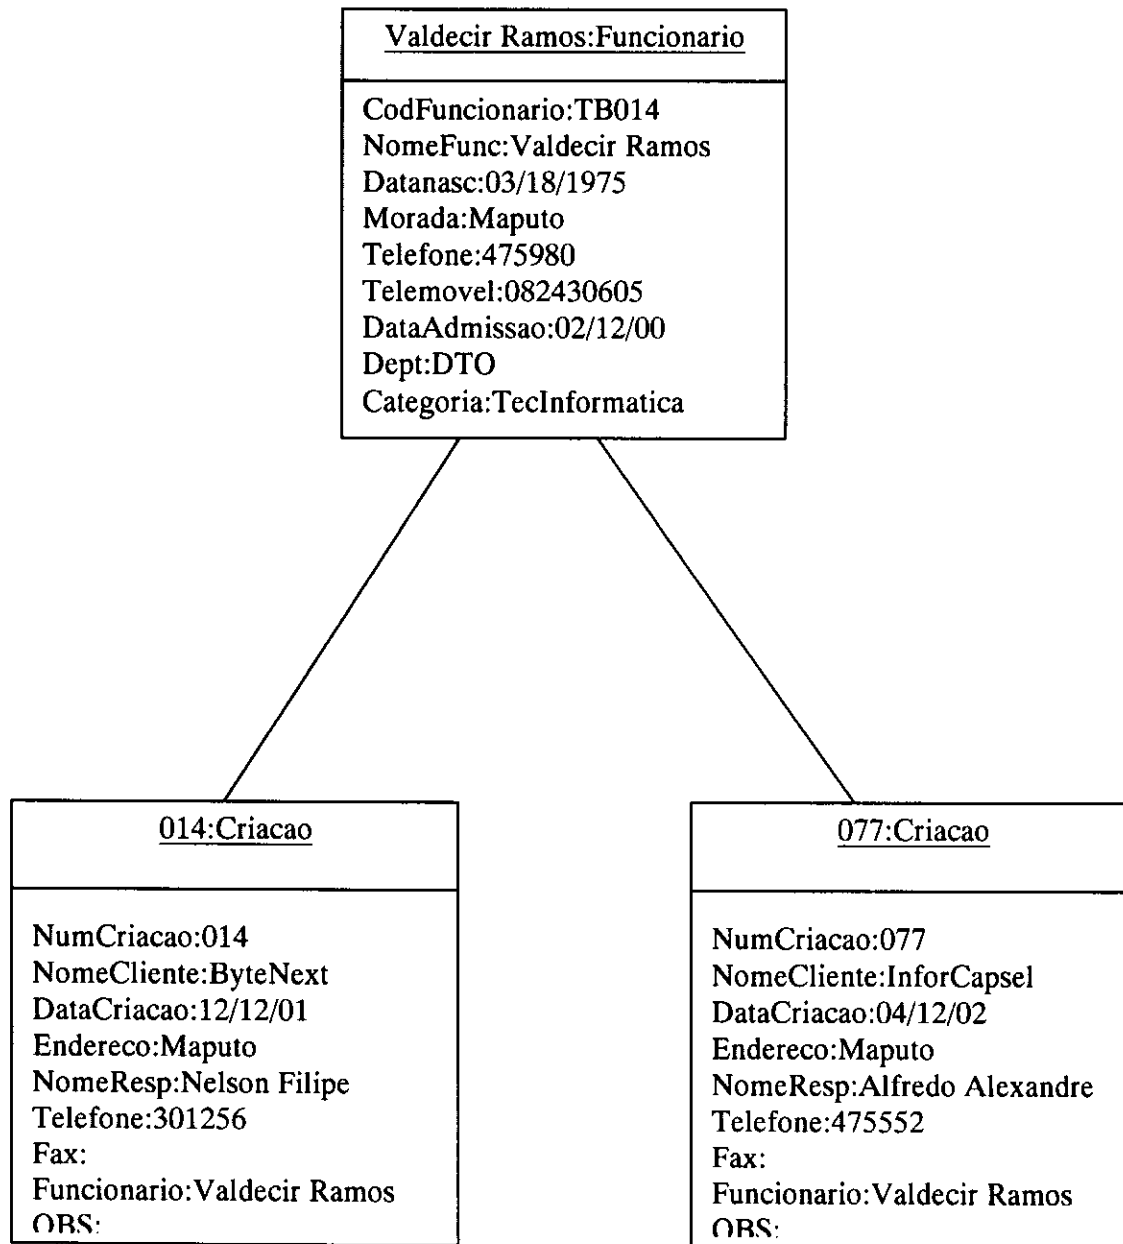 Valdecir Ramos:Funcionario
CodFuncionario:TB014
NomeFunc:Valdecir Ramos
Datanasc:03/18/1975
Morada:Maputo
Telefone:475980
Telemovel:082430605
DataAdmissao:02/12/00
Dept:DTO
Categoria:TecInformatica
014:Criacao
NumCriacao:014
NomeCliente:ByteNext
DataCriacao:12/12/01
Endereco:Maputo
NomeResp:Nelson Filipe
Telefone:301256
Fax:
Funcionario:Valdecir Ramos
OBS:
077:Criacao
NumCriacao:077
NomeCliente:InforCapsel
DataCriacao:04/12/02
Endereco:Maputo
NomeResp:Alfredo Alexandre
Telefone:475552
Fax:
Funcionario:Valdecir Ramos
OBS: